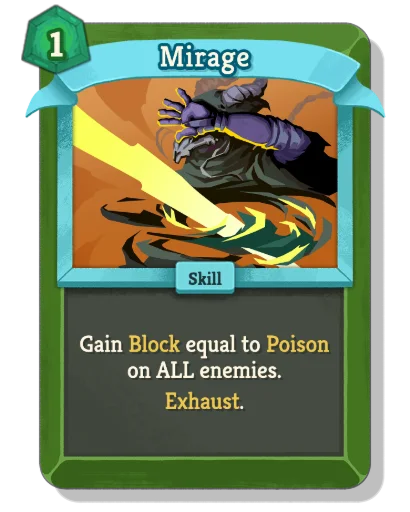 1
Mirage
Skill
Gain Block equal to Poison
on ALL enemies.
Exhaust.